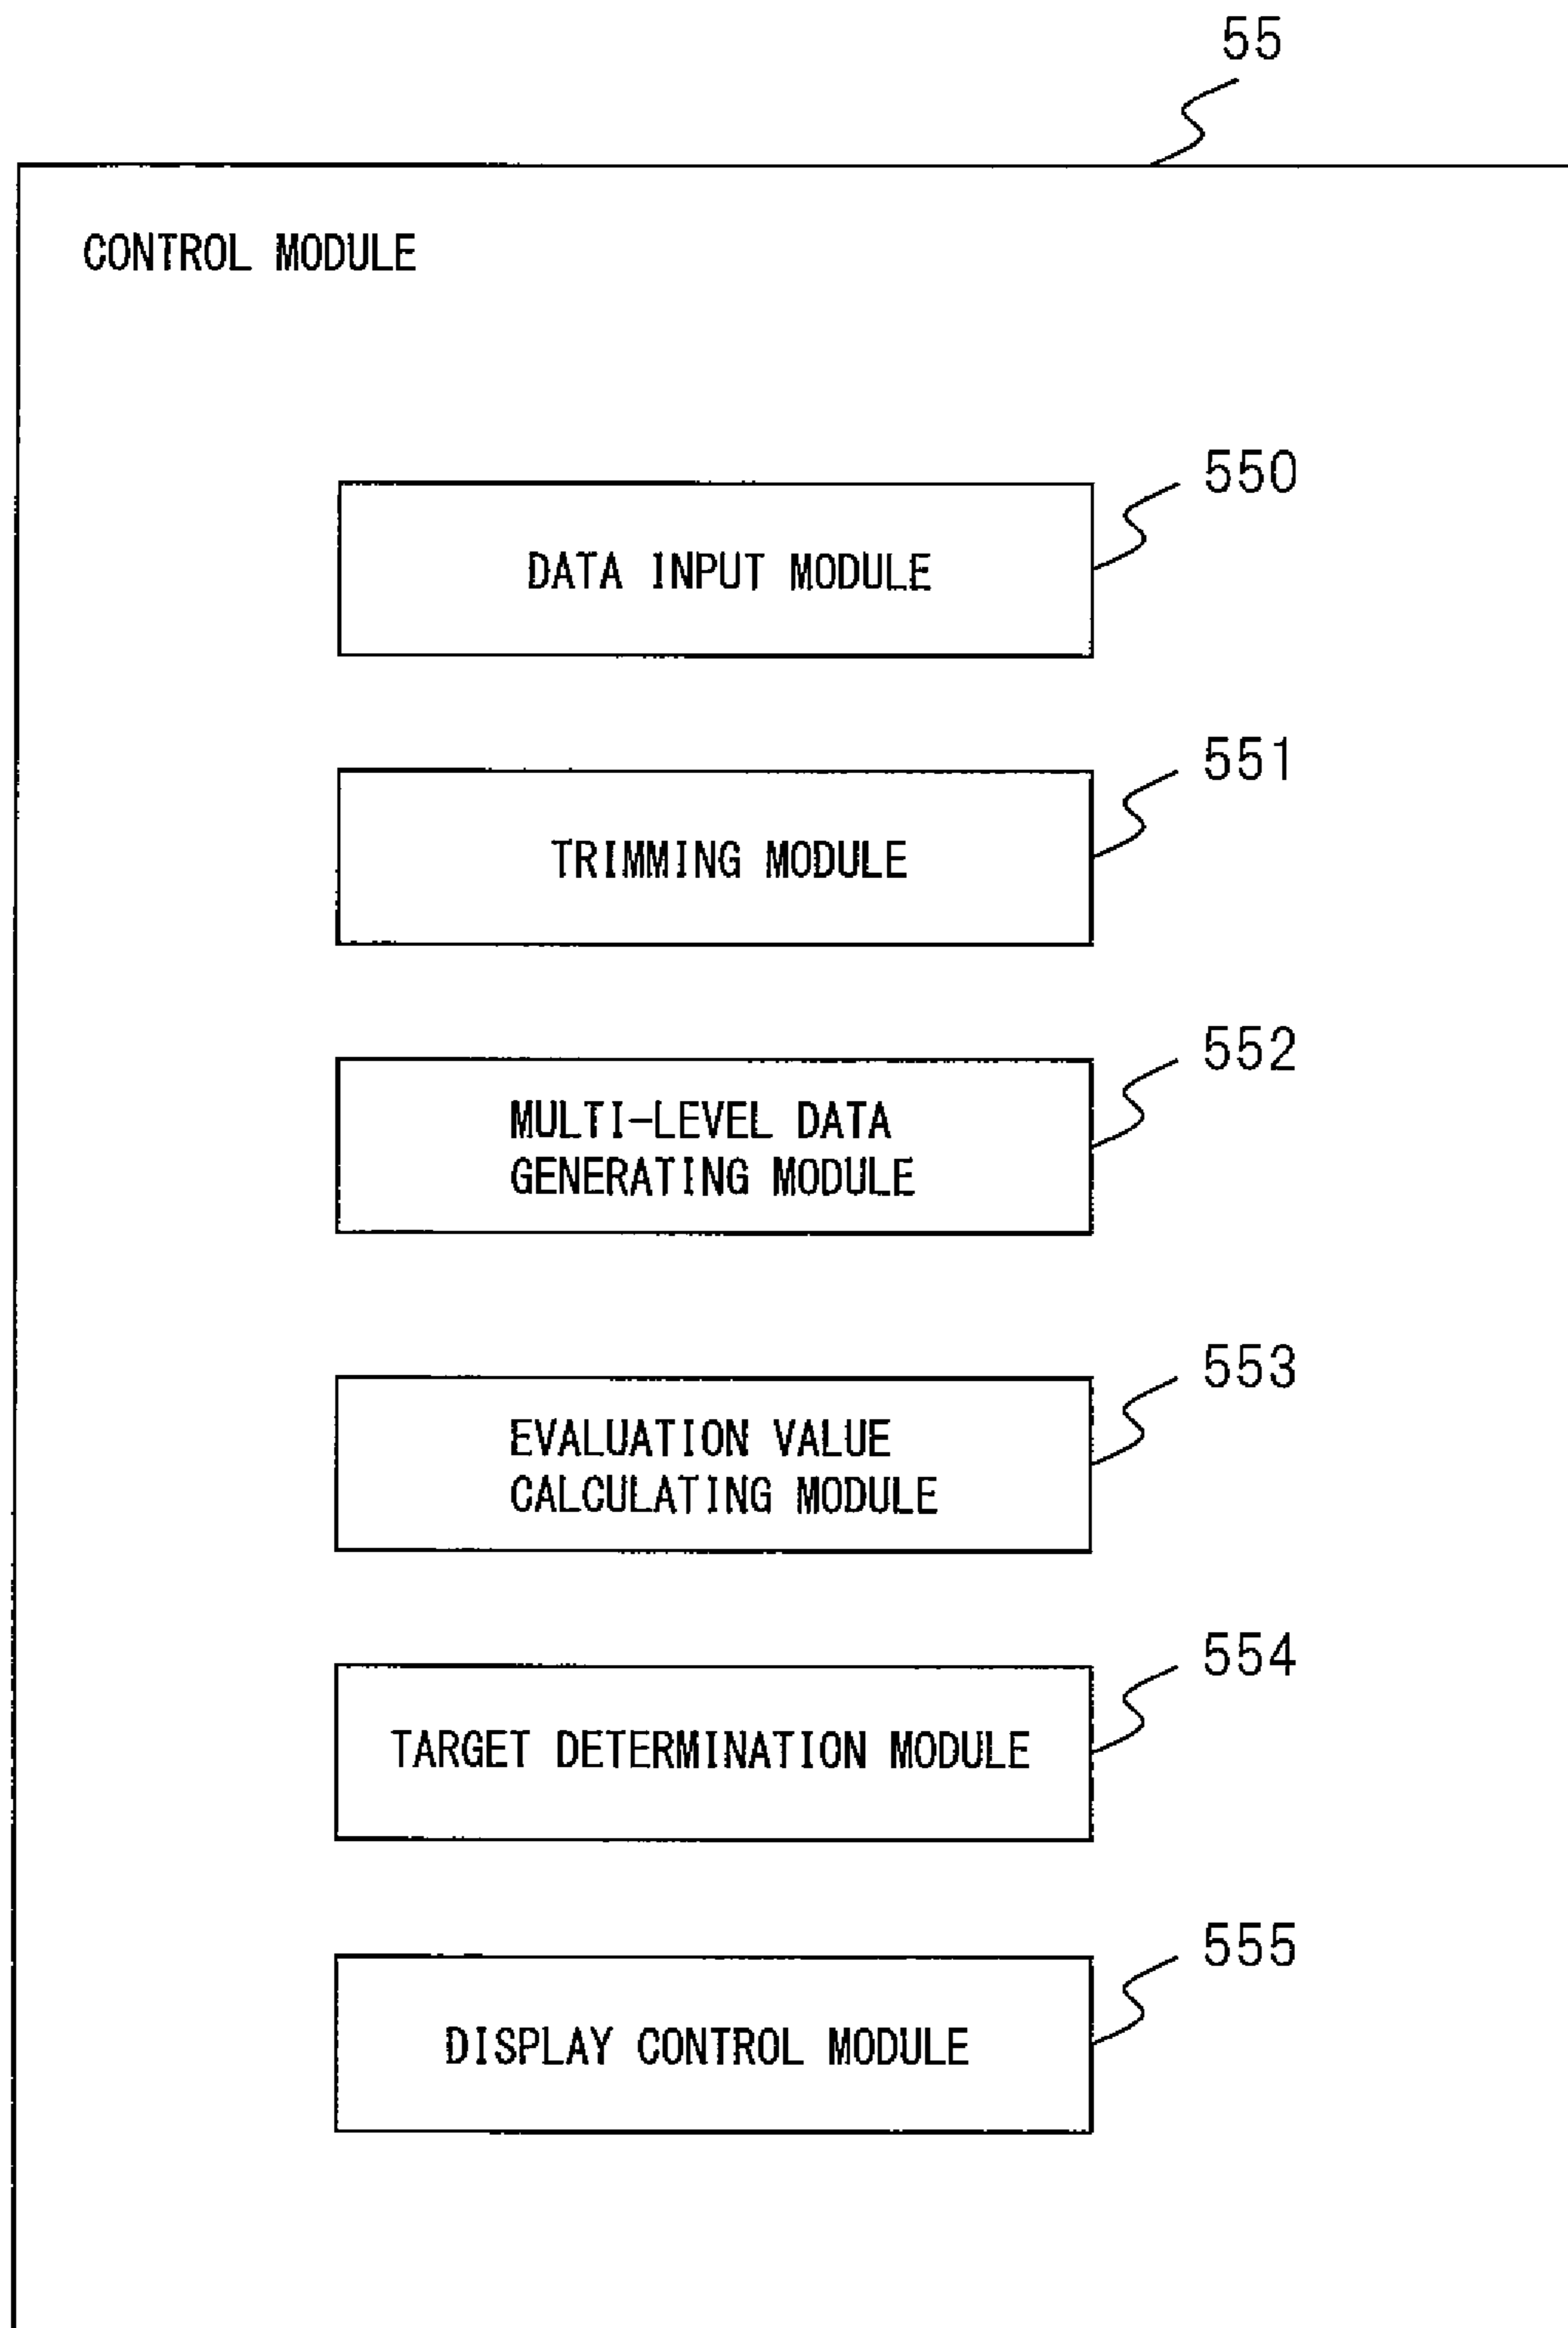 55
CONTROL MODULE
550
DATA INPUT MODULE
551
TRIMMING MODULE
552
MULTI-LEVEL DATA
GENERATING MODULE
553
EVALUATION VALUE
CALCULATING MODULE
554
TARGET DETERMINATION MODULE
555
DISPLAY CONTROL MODULE